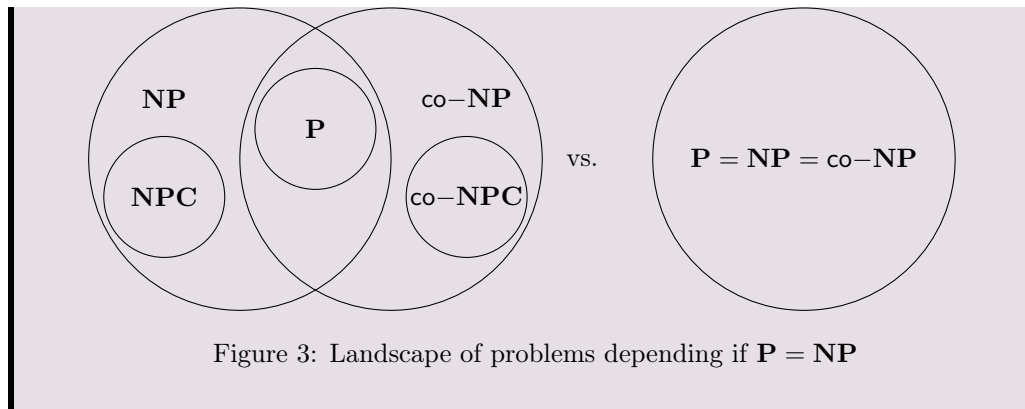 NP
P
co−NP
NPC
co−NPC
vs.
P = NP = co−NP
Figure 3: Landscape of problems depending if P = NP